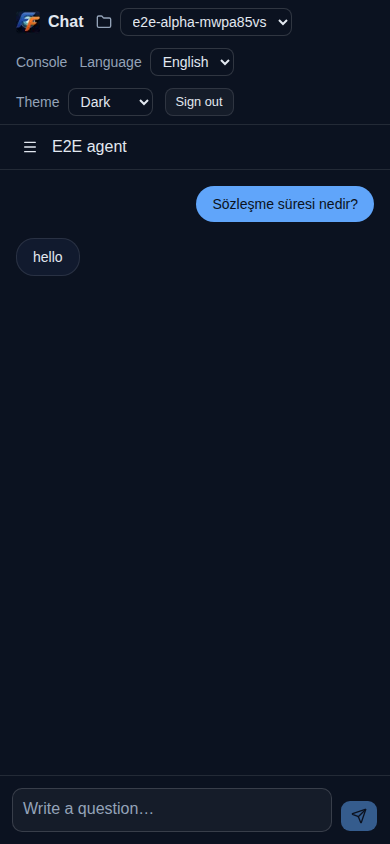 Chat e2e-alpha-mwpa85vs
Console Language English
Theme Dark Sign out
E2E agent
Sözleşme süresi nedir?
hello
Write a question…